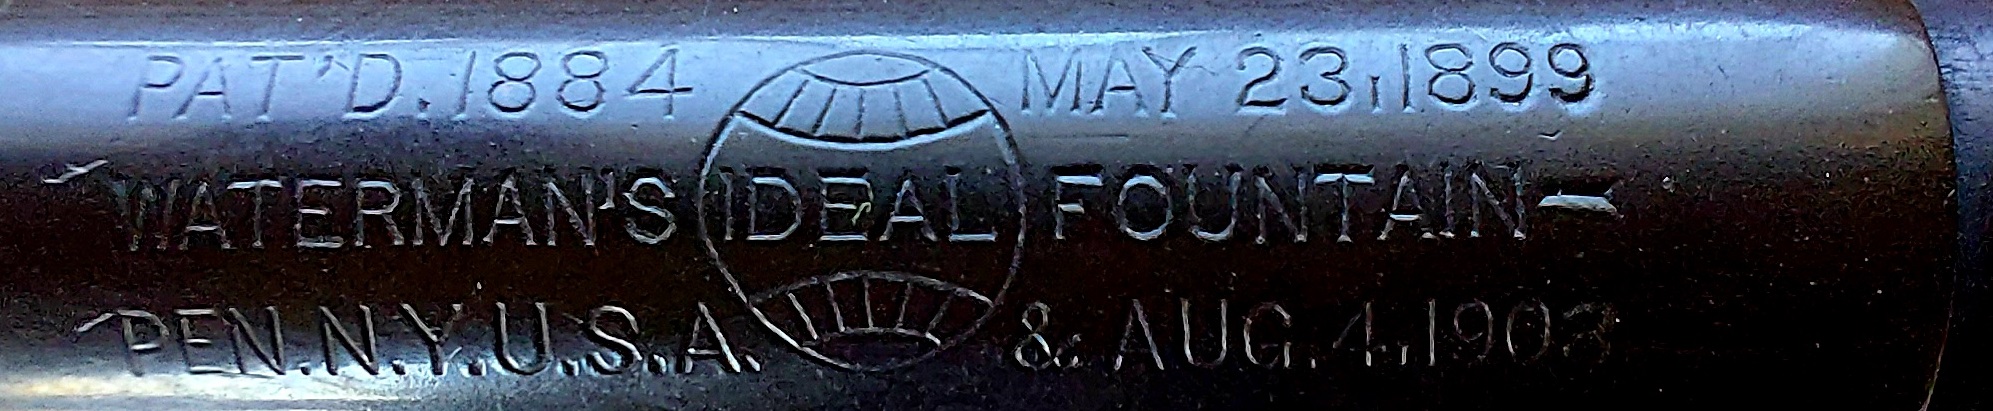 PAT'D. 1884 MAY 23, 1899
WATERMAN'S IDEAL FOUNTAIN-
PEN. N.Y. U.S.A. & AUG. 4, 1903